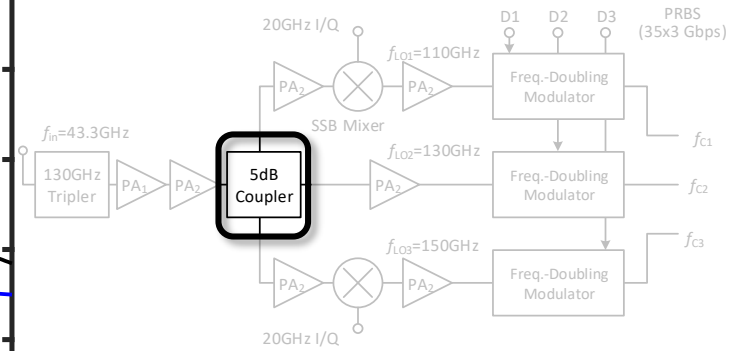 20GHz I/Q
D1 D2 D3
PRBS
(35x3 Gbps)
fLO1=110GHz
PA2
PA2
Freq.-Doubling
Modulator
SSB Mixer
fC1
fin=43.3GHz
fLO2=130GHz
130GHz
Tripler
PA1
PA2
5dB
Coupler
PA2
Freq.-Doubling
Modulator
fC2
fLO3=150GHz
fC3
PA2
PA2
Freq.-Doubling
Modulator
20GHz I/Q